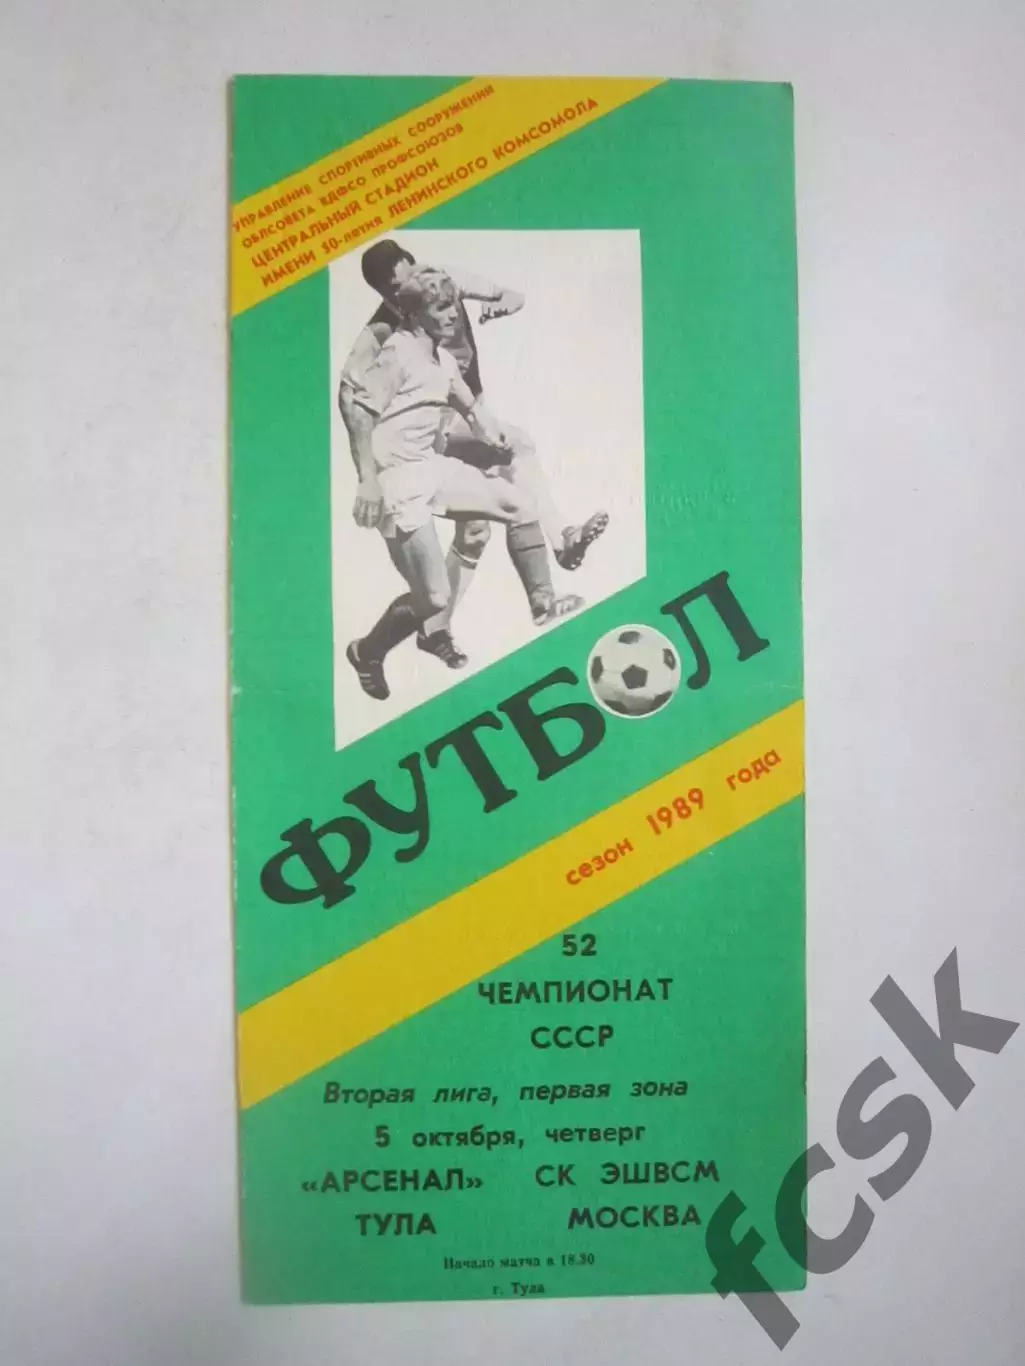 УПРАВЛЕНИЕ СПОРТИВНЫХ СООРУЖЕНИЯ
ОБЛСОВЕТА ВДФСО ПРОФСОЮЗОВ
ЦЕНТРАЛЬНЫЙ СТАДИОН
ИМЕНИ 50-летия ЛЕНИНСКОГО КОМСОМОЛА
ФУТБОЛ
сезон 1989 года
52
ЧЕМПИОНАТ
СССР
Вторая лига, первая зона
5 октября, четверг
«АРСЕНАЛ» СК ЭШВСМ
ТУЛА МОСКВА
Начало матча в 18.30
г. Тула
fcsk